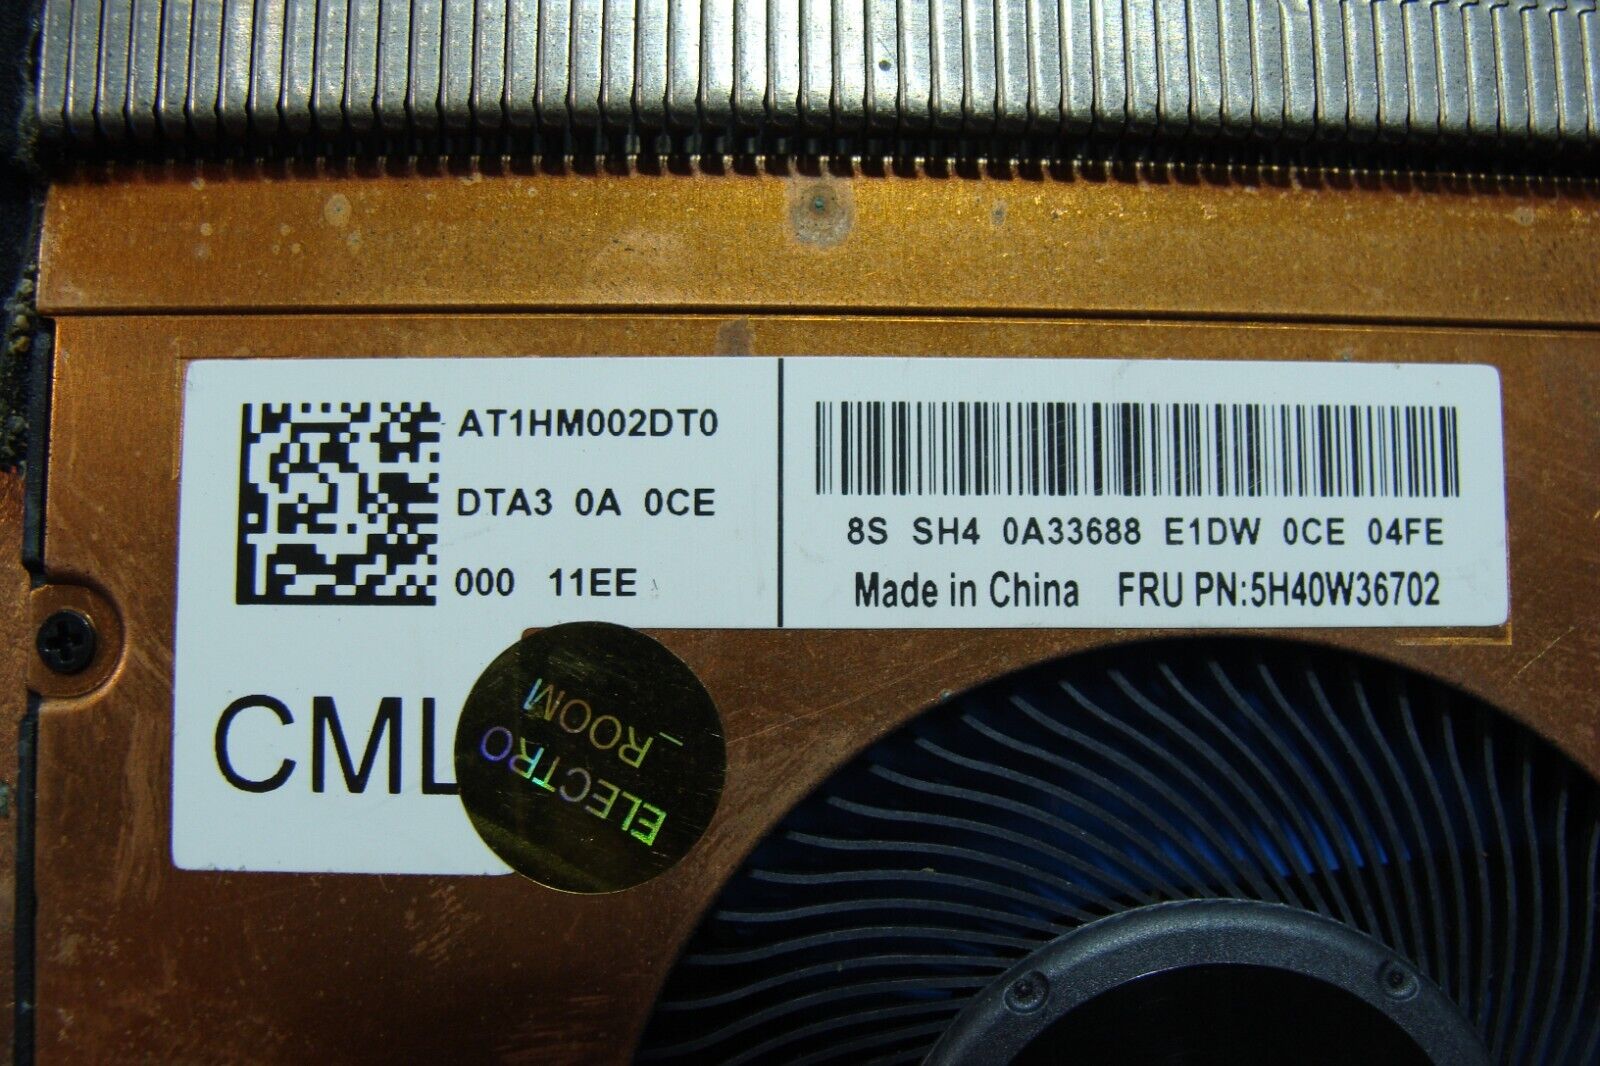 AT1HM002DT0
DTA3 0A 0CE
000 11EE
8S SH4 0A33688 E1DW 0CE 04FE
Made in China FRU PN:5H40W36702
CML
ELECTRO
_ROOM